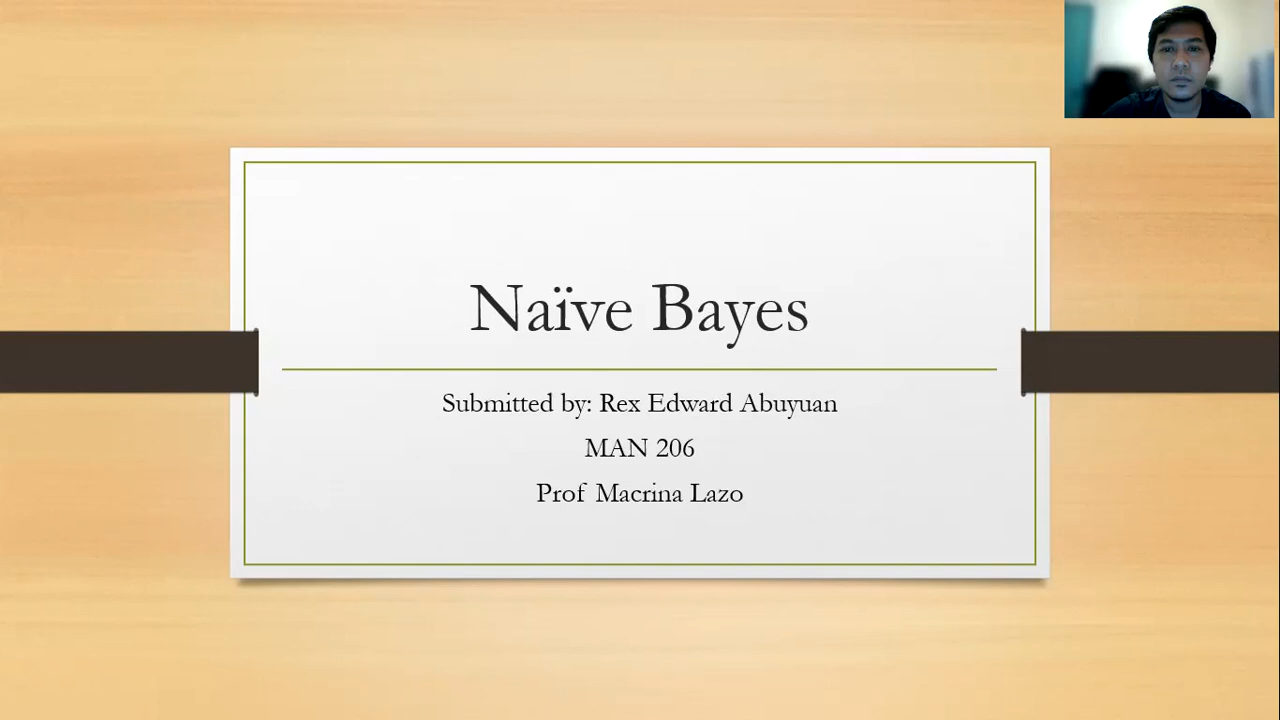 Naïve Bayes
Submitted by: Rex Edward Abuyuan
MAN 206
Prof Macrina Lazo